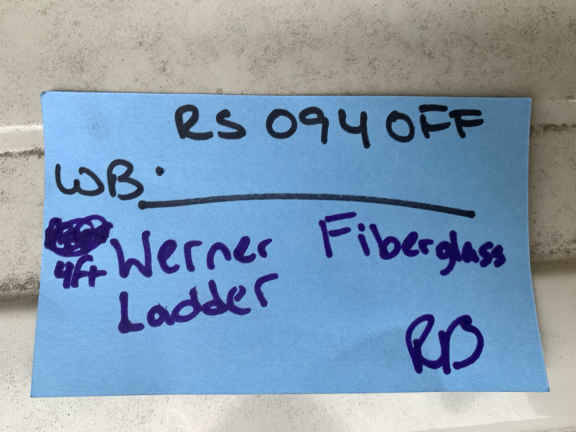 RS 094 OFF
WB.
4ft Werner Fiberglass
Ladder
RB